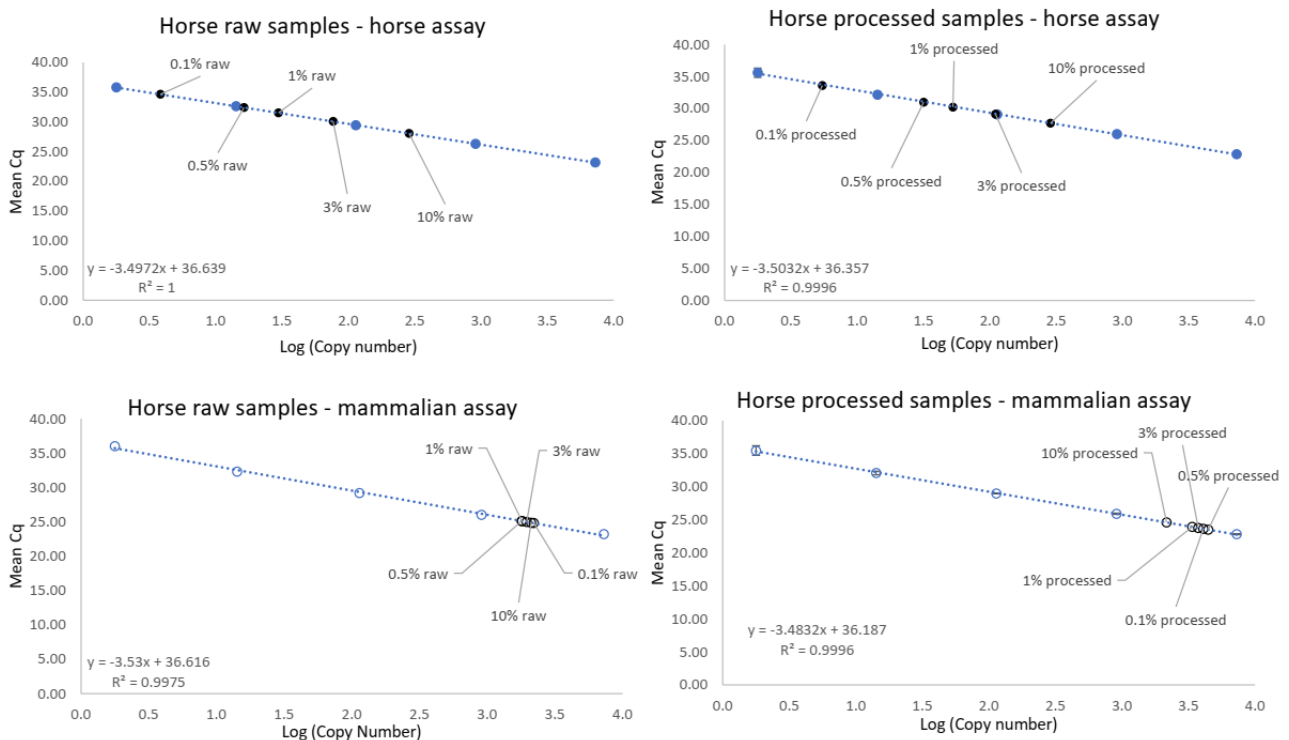 Horse raw samples - horse assay
40.00
35.00
30.00
25.00
20.00
15.00
10.00
5.00
0.00
Mean Cq
0.1% raw
1% raw
0.5% raw
3% raw
10% raw
y = -3.4972x + 36.639
R² = 1
0.0 0.5 1.0 1.5 2.0 2.5 3.0 3.5 4.0
Log (Copy number)
Horse processed samples - horse assay
40.00
35.00
30.00
25.00
20.00
15.00
10.00
5.00
0.00
Mean Cq
1% processed
10% processed
0.1% processed
0.5% processed
3% processed
y = -3.5032x + 36.357
R² = 0.9996
0.0 0.5 1.0 1.5 2.0 2.5 3.0 3.5 4.0
Log (Copy number)
Horse raw samples - mammalian assay
40.00
35.00
30.00
25.00
20.00
15.00
10.00
5.00
0.00
Mean Cq
1% raw
3% raw
0.5% raw
0.1% raw
10% raw
y = -3.53x + 36.616
R² = 0.9975
0.0 0.5 1.0 1.5 2.0 2.5 3.0 3.5 4.0
Log (Copy Number)
Horse processed samples - mammalian assay
40.00
35.00
30.00
25.00
20.00
15.00
10.00
5.00
0.00
Mean Cq
3% processed
10% processed
0.5% processed
1% processed
0.1% processed
y = -3.4832x + 36.187
R² = 0.9996
0.0 0.5 1.0 1.5 2.0 2.5 3.0 3.5 4.0
Log (Copy number)